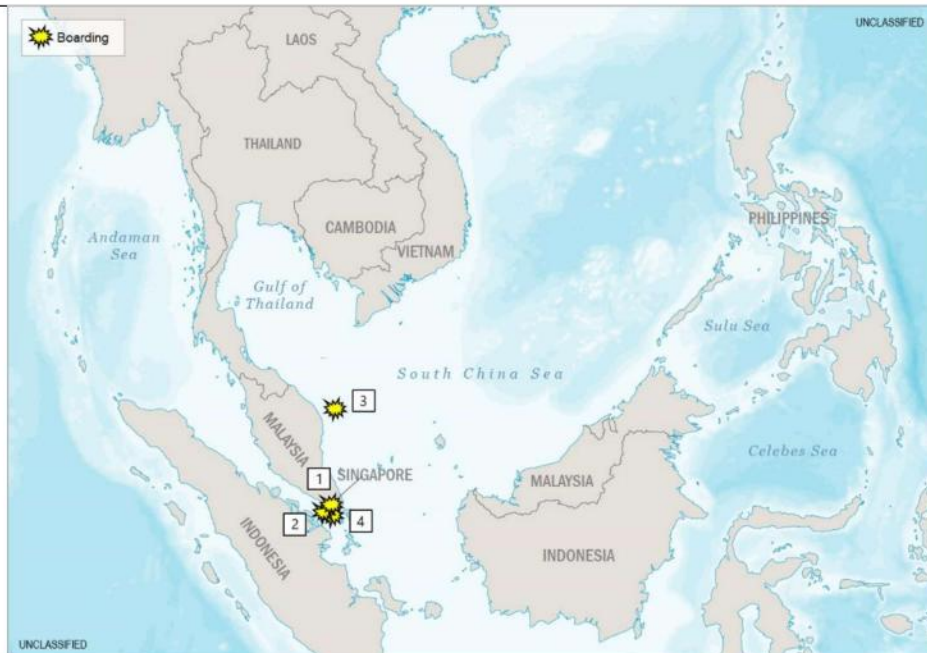 UNCLASSIFIED
Boarding
LAOS
THAILAND
Andaman
Sea
CAMBODIA
VIETNAM
PHILIPPINES
Gulf of
Thailand
Sulu Sea
South China Sea
3
MALAYSIA
Celebes Sea
1
SINGAPORE
MALAYSIA
2
4
INDONESIA
INDONESIA
UNCLASSIFIED